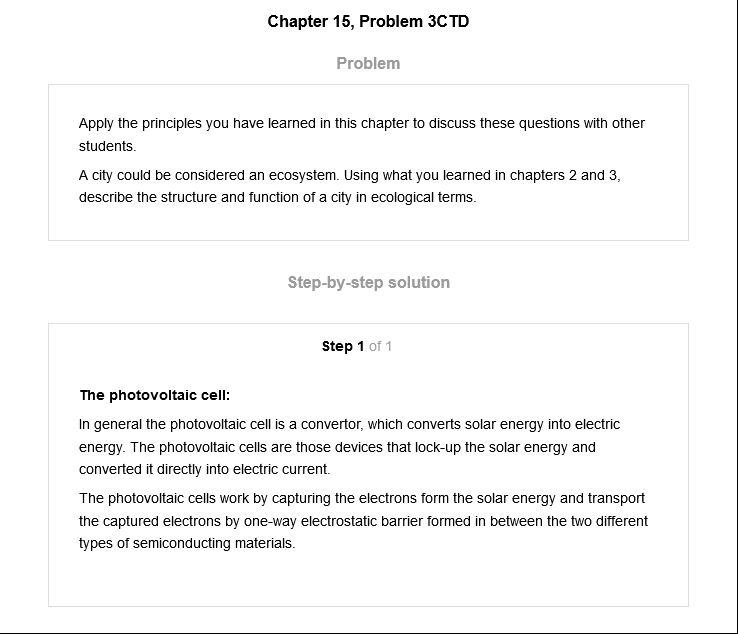 Chapter 15, Problem 3CTD
Problem
Apply the principles you have learned in this chapter to discuss these questions with other
students.
A city could be considered an ecosystem. Using what you learned in chapters 2 and 3,
describe the structure and function of a city in ecological terms.
Step-by-step solution
Step 1 of 1
The photovoltaic cell:
In general the photovoltaic cell is a convertor, which converts solar energy into electric
energy. The photovoltaic cells are those devices that lock-up the solar energy and
converted it directly into electric current.
The photovoltaic cells work by capturing the electrons form the solar energy and transport
the captured electrons by one-way electrostatic barrier formed in between the two different
types of semiconducting materials.